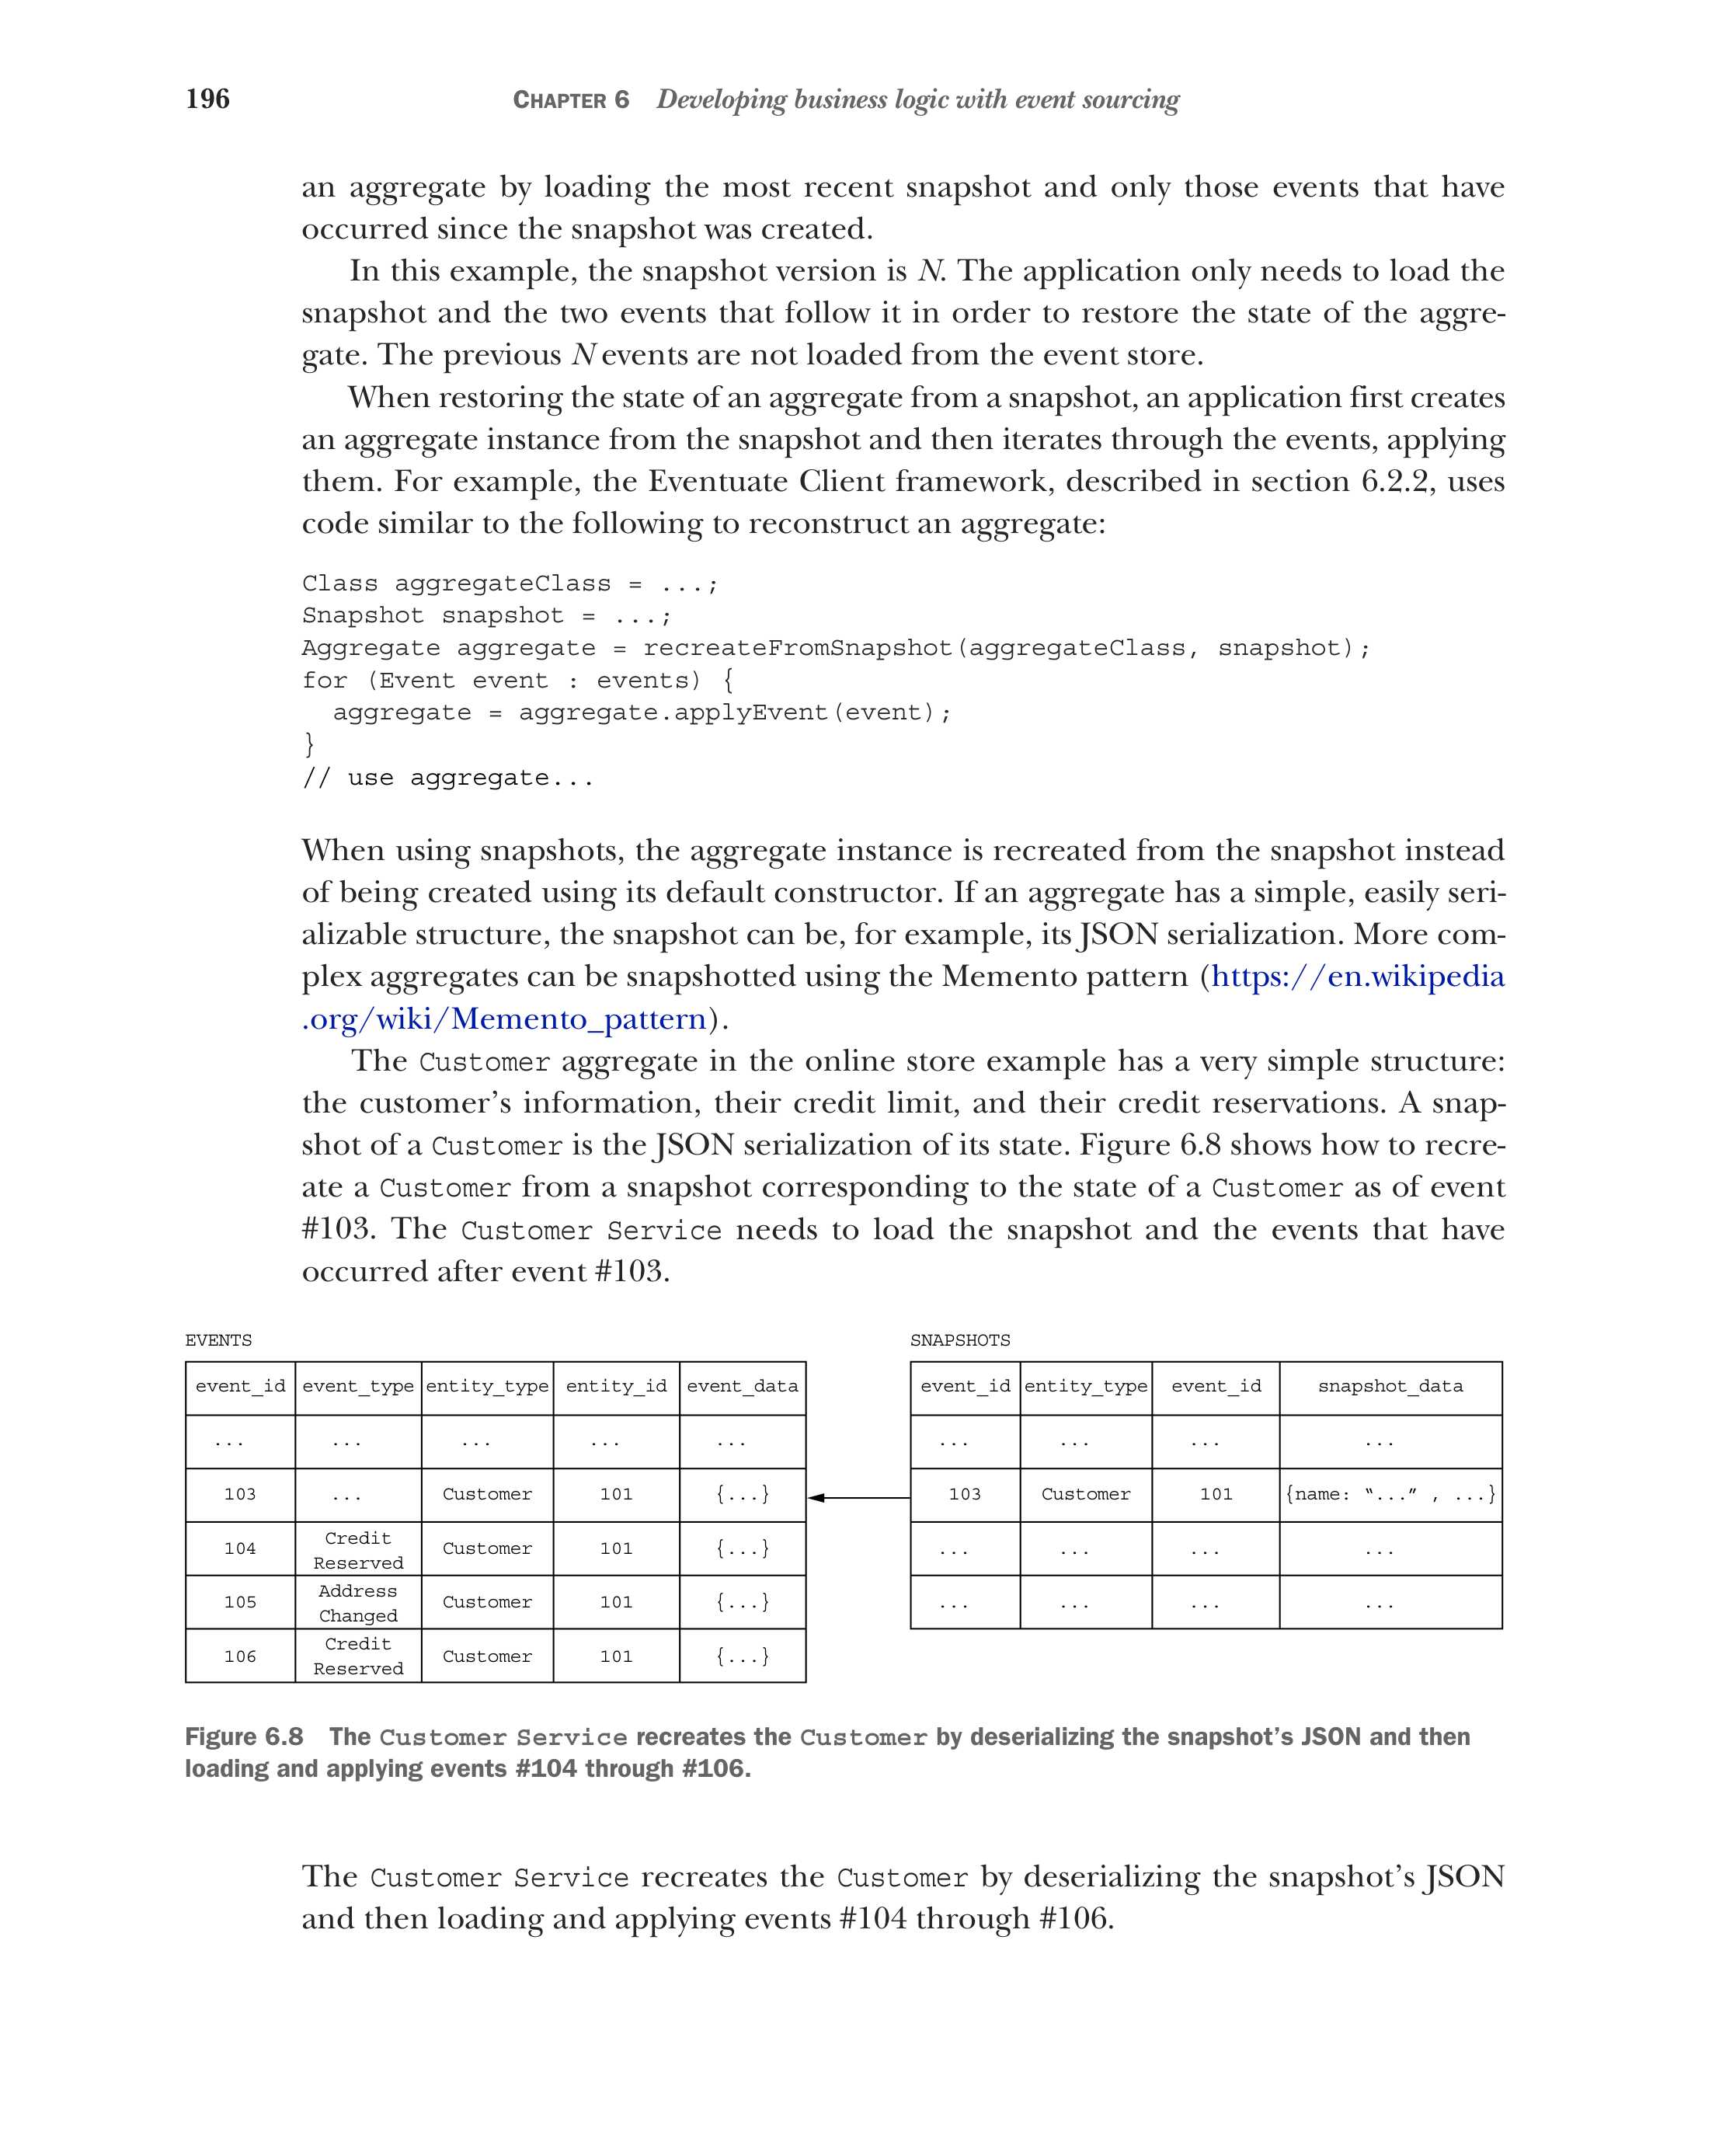 196 CHAPTER 6 Developing business logic with event sourcing
an aggregate by loading the most recent snapshot and only those events that have
occurred since the snapshot was created.
In this example, the snapshot version is N. The application only needs to load the
snapshot and the two events that follow it in order to restore the state of the aggre-
gate. The previous N events are not loaded from the event store.
When restoring the state of an aggregate from a snapshot, an application first creates
an aggregate instance from the snapshot and then iterates through the events, applying
them. For example, the Eventuate Client framework, described in section 6.2.2, uses
code similar to the following to reconstruct an aggregate:
Class aggregateClass = ...;
Snapshot snapshot = ...;
Aggregate aggregate = recreateFromSnapshot(aggregateClass, snapshot);
for (Event event : events) {
  aggregate = aggregate.applyEvent(event);
}
// use aggregate...
When using snapshots, the aggregate instance is recreated from the snapshot instead
of being created using its default constructor. If an aggregate has a simple, easily seri-
alizable structure, the snapshot can be, for example, its JSON serialization. More com-
plex aggregates can be snapshotted using the Memento pattern (https://en.wikipedia
.org/wiki/Memento_pattern).
The Customer aggregate in the online store example has a very simple structure:
the customer’s information, their credit limit, and their credit reservations. A snap-
shot of a Customer is the JSON serialization of its state. Figure 6.8 shows how to recre-
ate a Customer from a snapshot corresponding to the state of a Customer as of event
#103. The Customer Service needs to load the snapshot and the events that have
occurred after event #103.
EVENTS
event_id event_type entity_type entity_id event_data
... ... ... ... ...
103 ... Customer 101 {...}
104 Credit Reserved Customer 101 {...}
105 Address Changed Customer 101 {...}
106 Credit Reserved Customer 101 {...}
SNAPSHOTS
event_id entity_type event_id snapshot_data
... ... ... ...
103 Customer 101 {name: “...” , ...}
... ... ... ...
... ... ... ...
Figure 6.8 The Customer Service recreates the Customer by deserializing the snapshot’s JSON and then
loading and applying events #104 through #106.
The Customer Service recreates the Customer by deserializing the snapshot’s JSON
and then loading and applying events #104 through #106.